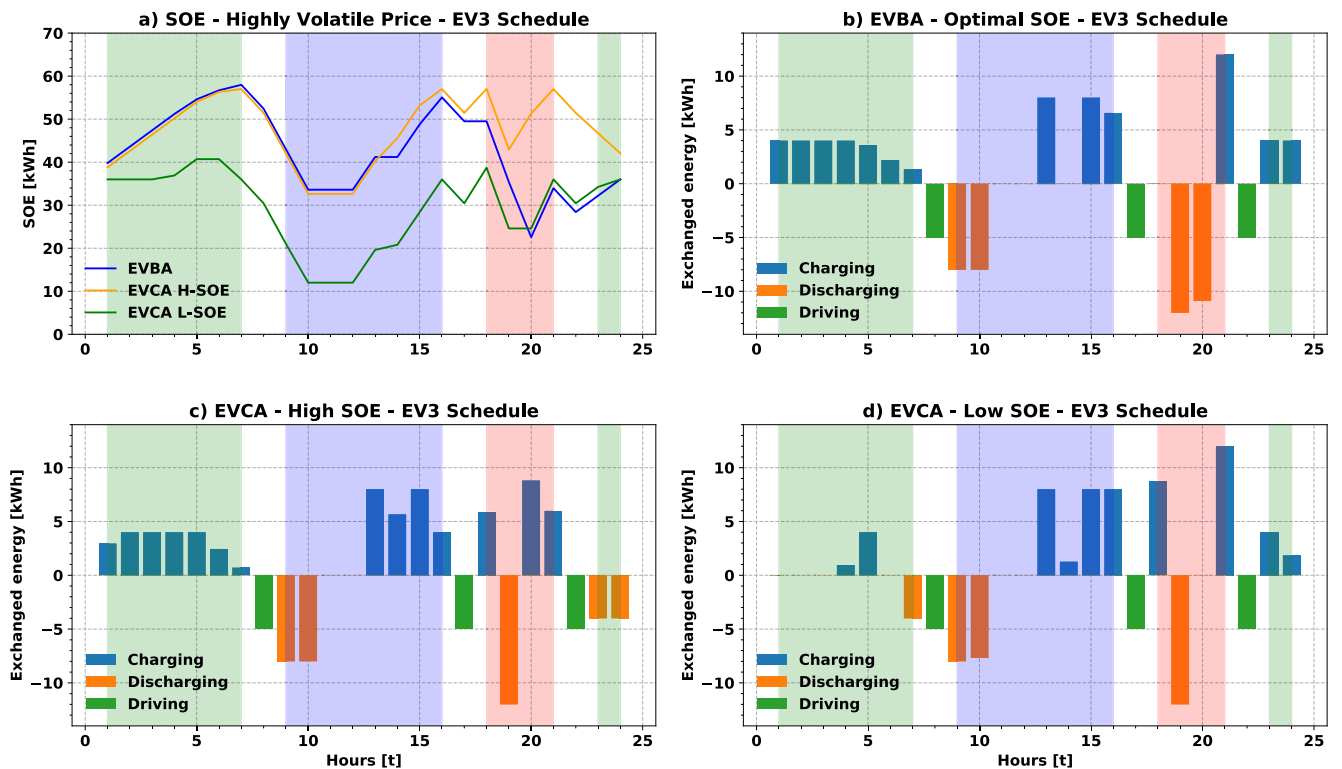 a) SOE - Highly Volatile Price - EV3 Schedule
SOE [kWh]
70
60
50
40
30
20
10
0
EVBA
EVCA H-SOE
EVCA L-SOE
0 5 10 15 20 25
b) EVBA - Optimal SOE - EV3 Schedule
Exchanged energy [kWh]
10
5
0
−5
−10
Charging
Discharging
Driving
0 5 10 15 20 25
c) EVCA - High SOE - EV3 Schedule
Exchanged energy [kWh]
10
5
0
−5
−10
Charging
Discharging
Driving
0 5 10 15 20 25
Hours [t]
d) EVCA - Low SOE - EV3 Schedule
Exchanged energy [kWh]
10
5
0
−5
−10
Charging
Discharging
Driving
0 5 10 15 20 25
Hours [t]